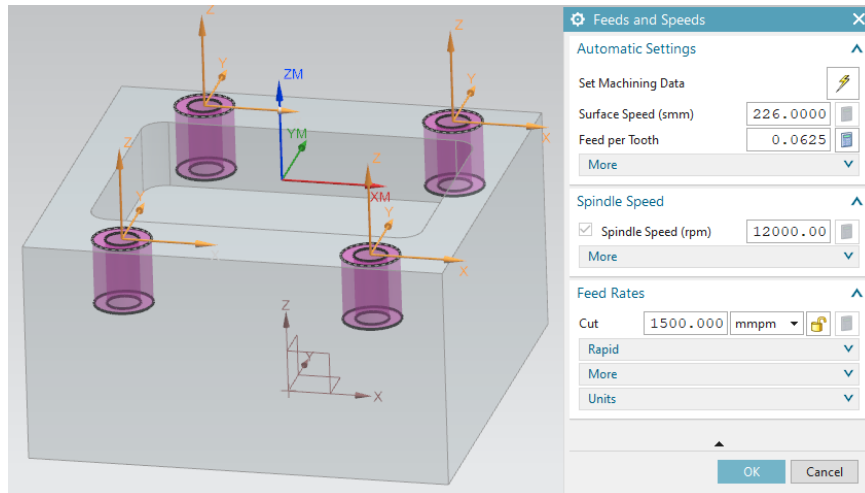 Feeds and Speeds
Automatic Settings
Set Machining Data
Surface Speed (smm) 226.0000
Feed per Tooth 0.0625
More
Spindle Speed
Spindle Speed (rpm) 12000.00
More
Feed Rates
Cut 1500.000 mmpm
Rapid
More
Units
OK Cancel
Z
Y
Z
Y
X
ZM
YM
XM
Z
Y
X
Z
Y
X
Z
Y
X